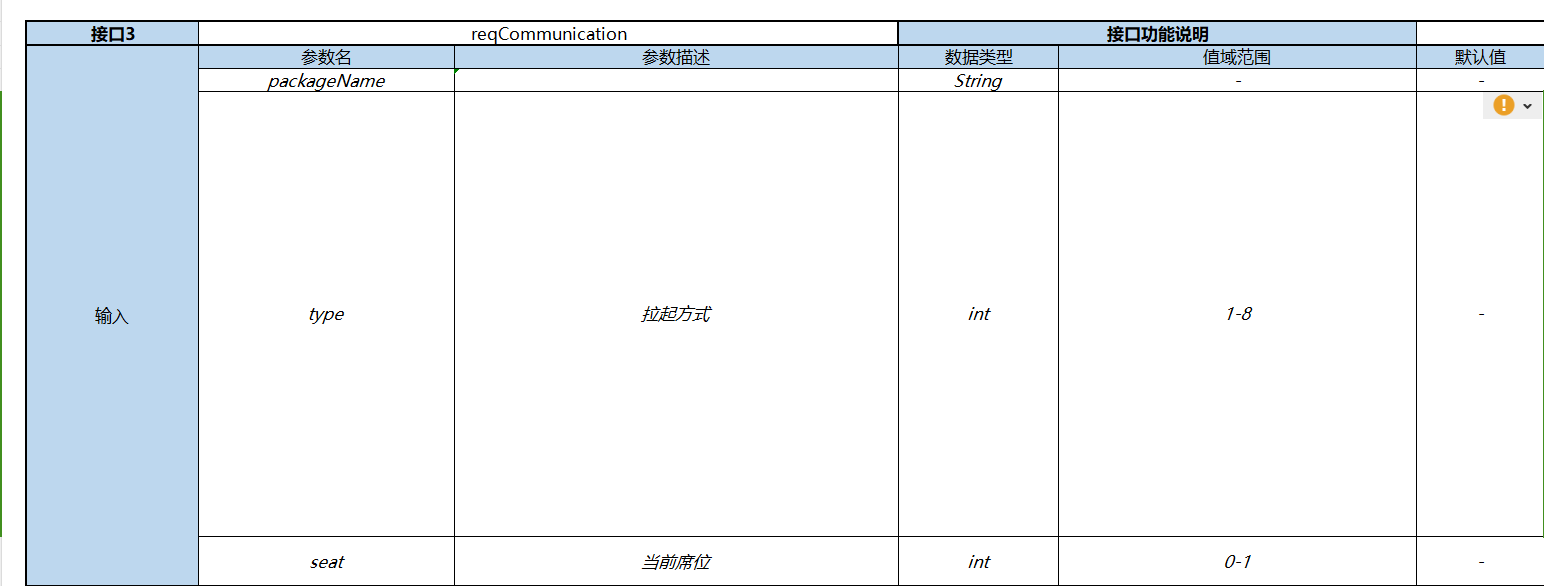 接口3 reqCommunication 接口功能说明
参数名 参数描述 数据类型 值域范围 默认值
packageName String - -
输入 type 拉起方式 int 1-8 -
seat 当前席位 int 0-1 -